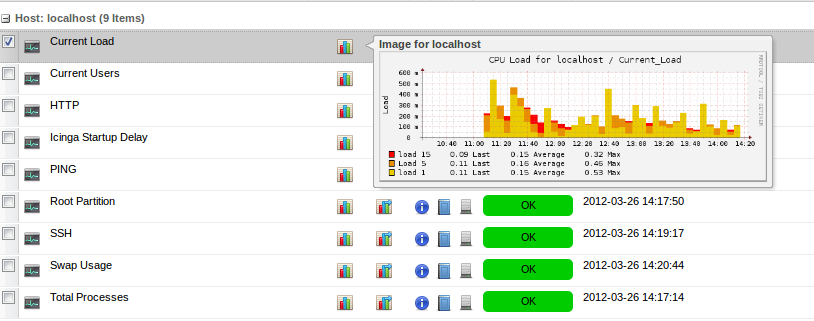 Host: localhost (9 Items)
Current Load
Image for localhost
CPU Load for localhost / Current_Load
600 m
500 m
400 m
300 m
200 m
100 m
0
Load
10:40 11:00 11:20 11:40 12:00 12:20 12:40 13:00 13:20 13:40 14:00 14:20
load 15 0.09 Last 0.15 Average 0.32 Max
Load 5 0.11 Last 0.16 Average 0.46 Max
load 1 0.11 Last 0.15 Average 0.53 Max
Current Users
HTTP
Icinga Startup Delay
PING
Root Partition OK 2012-03-26 14:17:50
SSH OK 2012-03-26 14:19:17
Swap Usage OK 2012-03-26 14:20:44
Total Processes OK 2012-03-26 14:17:14